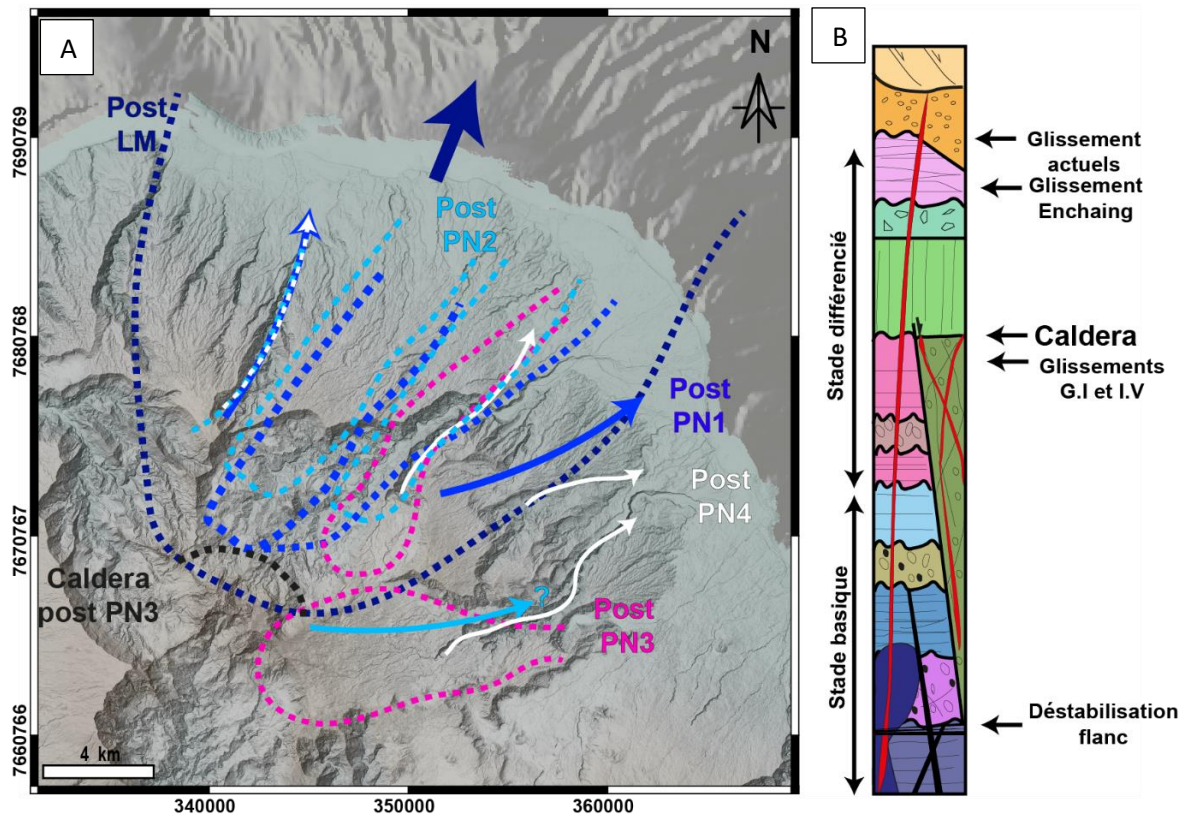 A
N
Post
LM
Post
PN2
Post
PN1
Post
PN4
Caldera
post PN3
?
Post
PN3
4 km
7690769
7680768
7670767
7660766
340000
350000
360000
B
Stade différencié
Stade basique
Glissement
actuels
Glissement
Enchaing
Caldera
Glissements
G.I et I.V
Déstabilisation
flanc